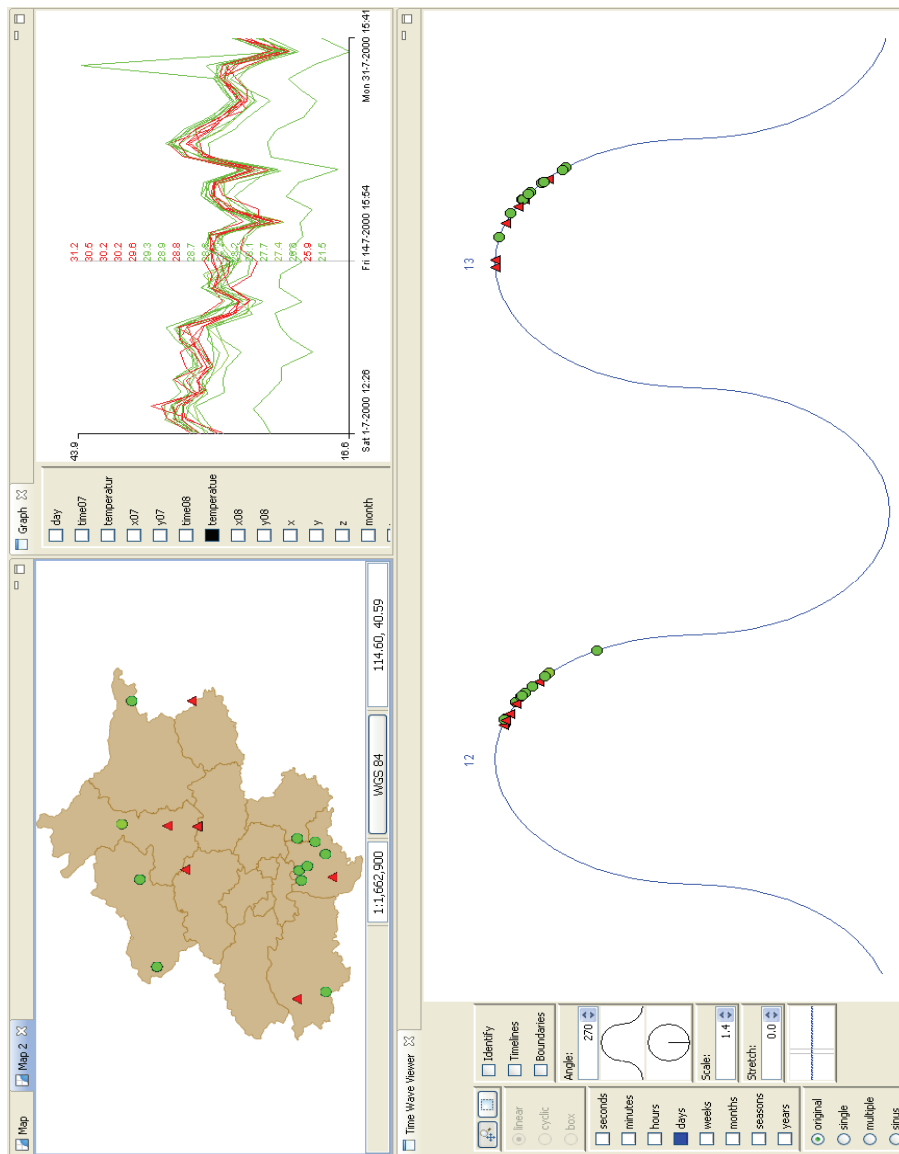 Map
Map 2
1:1,662,900
WGS 84
114.60, 40.59
Graph
day
time07
temperatur
x07
y07
time08
temperatue
x08
y08
x
y
z
month
43.9
16.6
31.2
30.5
30.2
30.2
29.6
29.3
28.9
28.8
28.7
27.7
27.4
25.9
21.5
Sat 1-7-2000 12:26
Fri 14-7-2000 15:54
Mon 31-7-2000 15:41
Time Wave Viewer
linear
cyclic
box
seconds
minutes
hours
days
weeks
months
seasons
years
original
single
multiple
sinus
Identify
Timelines
Boundaries
Angle:
270
Scale:
1.4
Stretch:
0.0
12
13